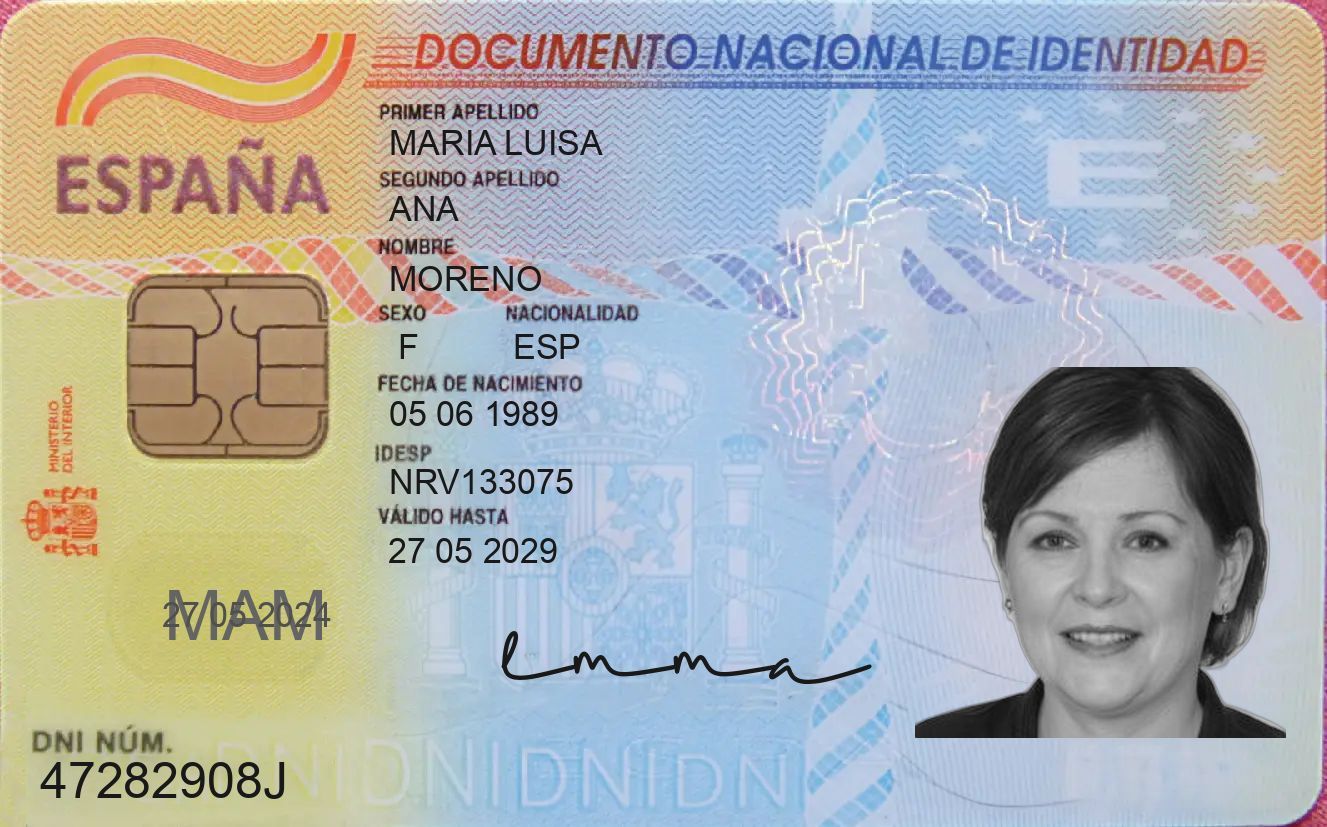 DOCUMENTO NACIONAL DE IDENTIDAD
ESPAÑA
PRIMER APELLIDO
MARIA LUISA
SEGUNDO APELLIDO
ANA
NOMBRE
MORENO
SEXO NACIONALIDAD
F ESP
FECHA DE NACIMIENTO
05 06 1989
IDESP
NRV133075
VÁLIDO HASTA
27 05 2029
MINISTERIO
DEL INTERIOR
E
27 05 2024
MAM
emma
DNI NÚM.
47282908J
DNIDNIDNIDN